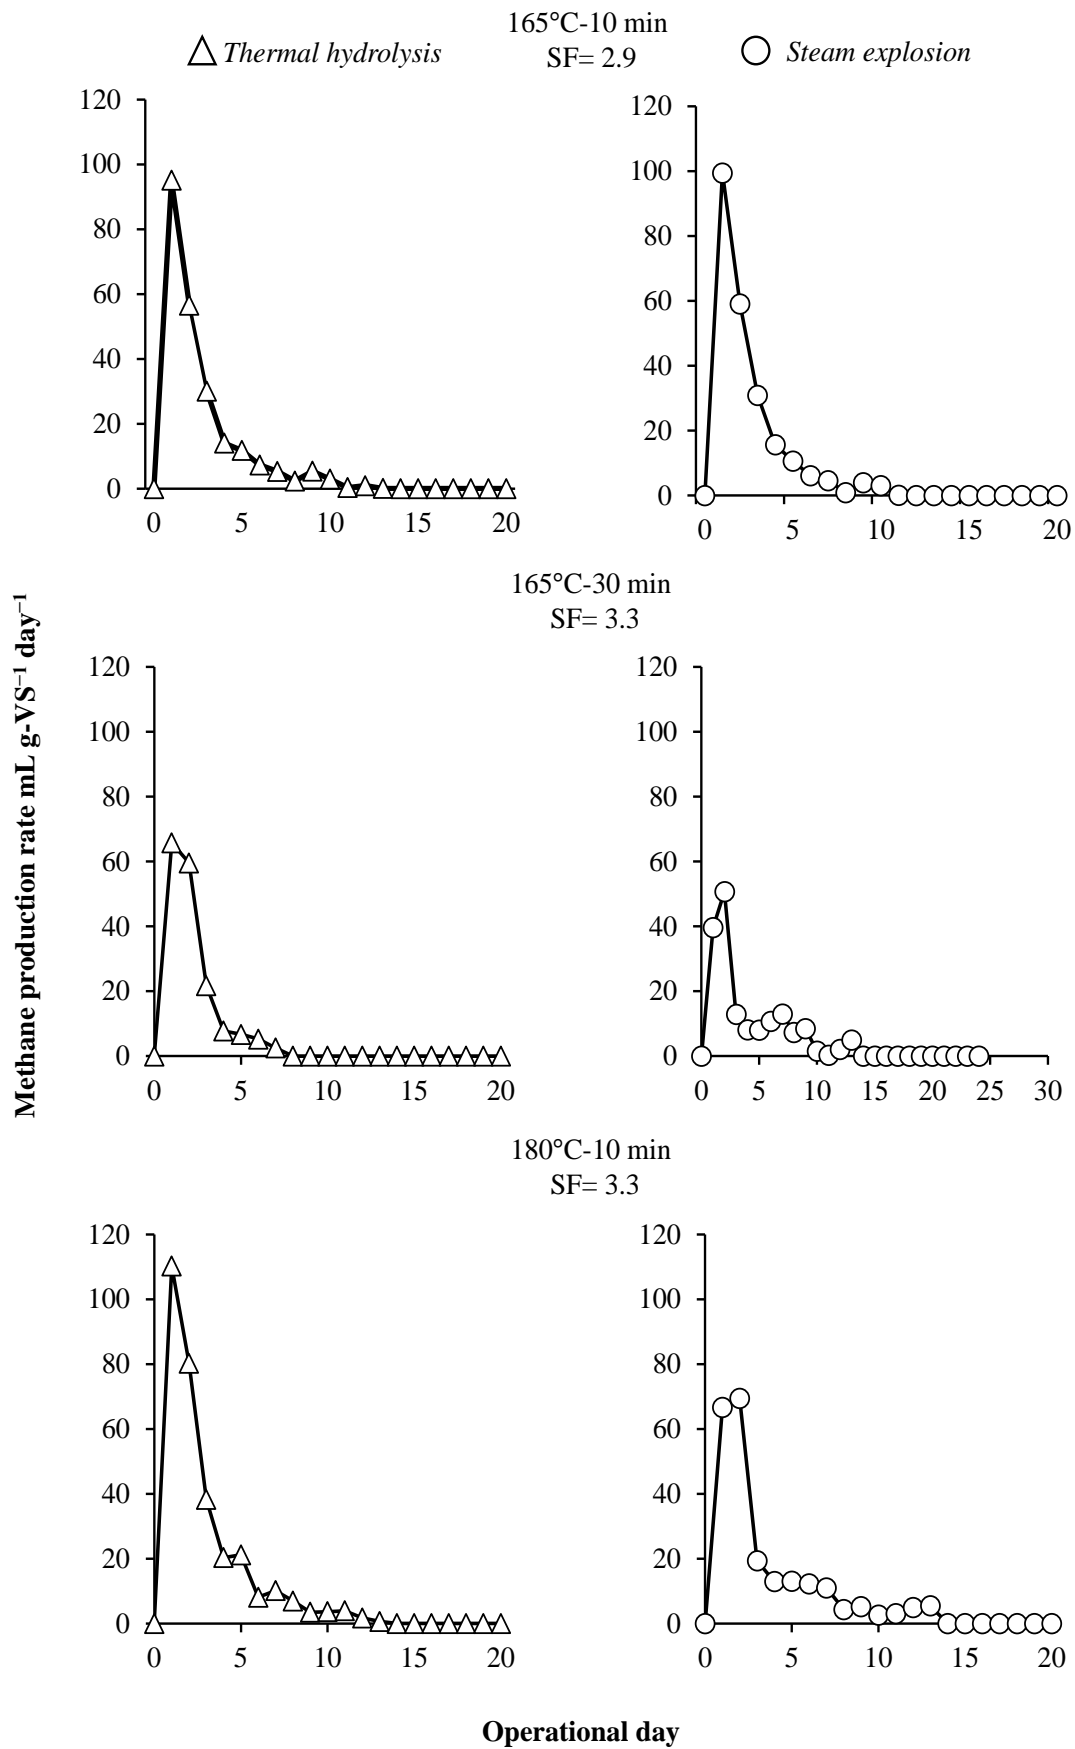 165°C-10 min
Thermal hydrolysis
SF= 2.9
Steam explosion
120
100
80
60
40
20
0
0 5 10 15 20
120
100
80
60
40
20
0
0 5 10 15 20
165°C-30 min
SF= 3.3
Methane production rate mL g-VS⁻¹ day⁻¹
120
100
80
60
40
20
0
0 5 10 15 20
120
100
80
60
40
20
0
0 5 10 15 20 25 30
180°C-10 min
SF= 3.3
120
100
80
60
40
20
0
0 5 10 15 20
120
100
80
60
40
20
0
0 5 10 15 20
Operational day